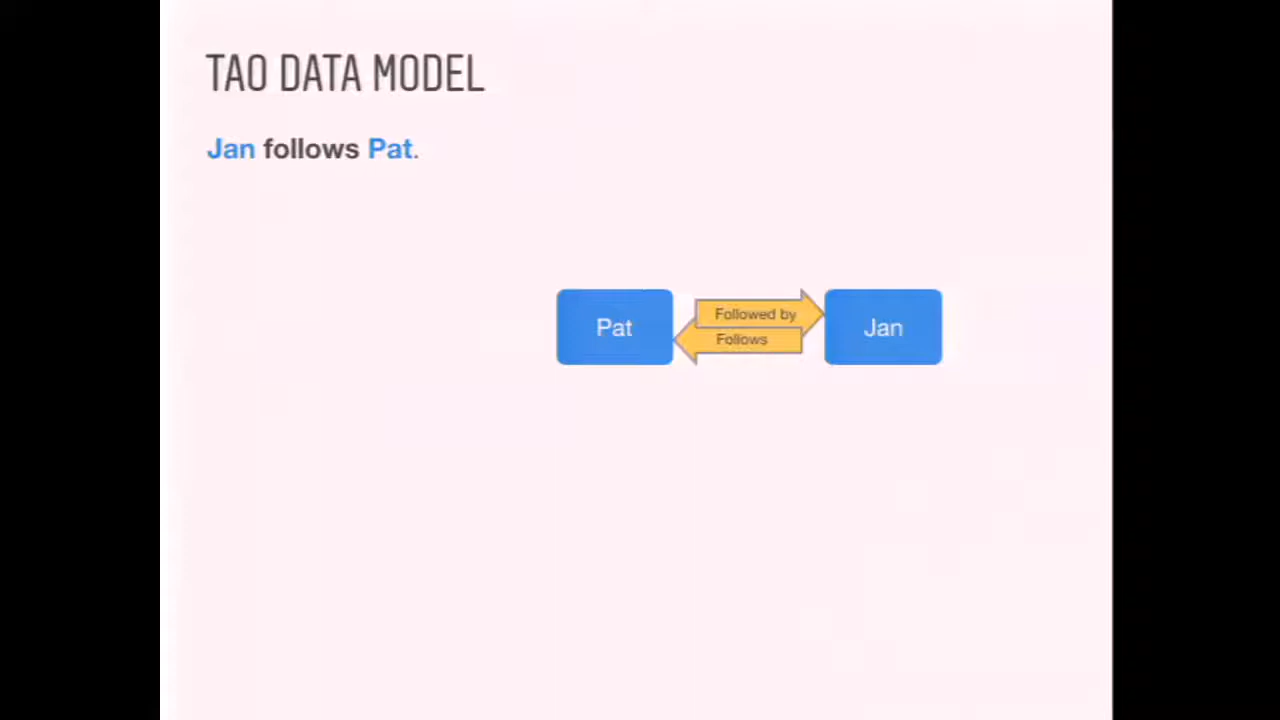 TAO DATA MODEL
Jan follows Pat.
Pat
Followed by
Follows
Jan